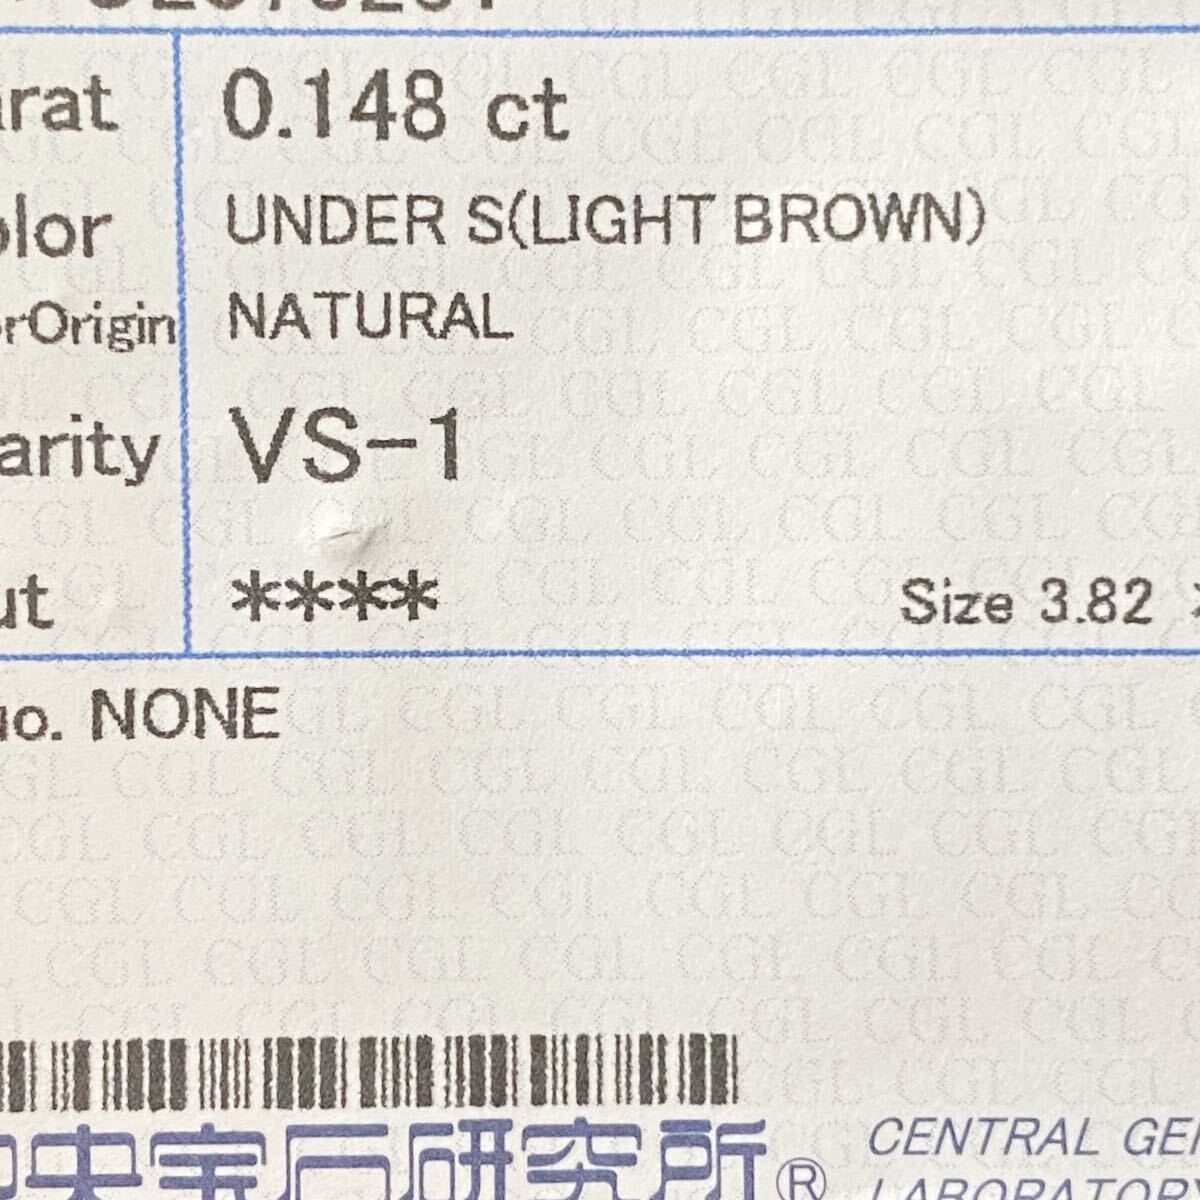 arat 0.148 ct
olor UNDER S(LIGHT BROWN)
rOrigin NATURAL
arity VS-1
ut **** Size 3.82
uo. NONE
中央宝石研究所® CENTRAL GE
LABORATORY